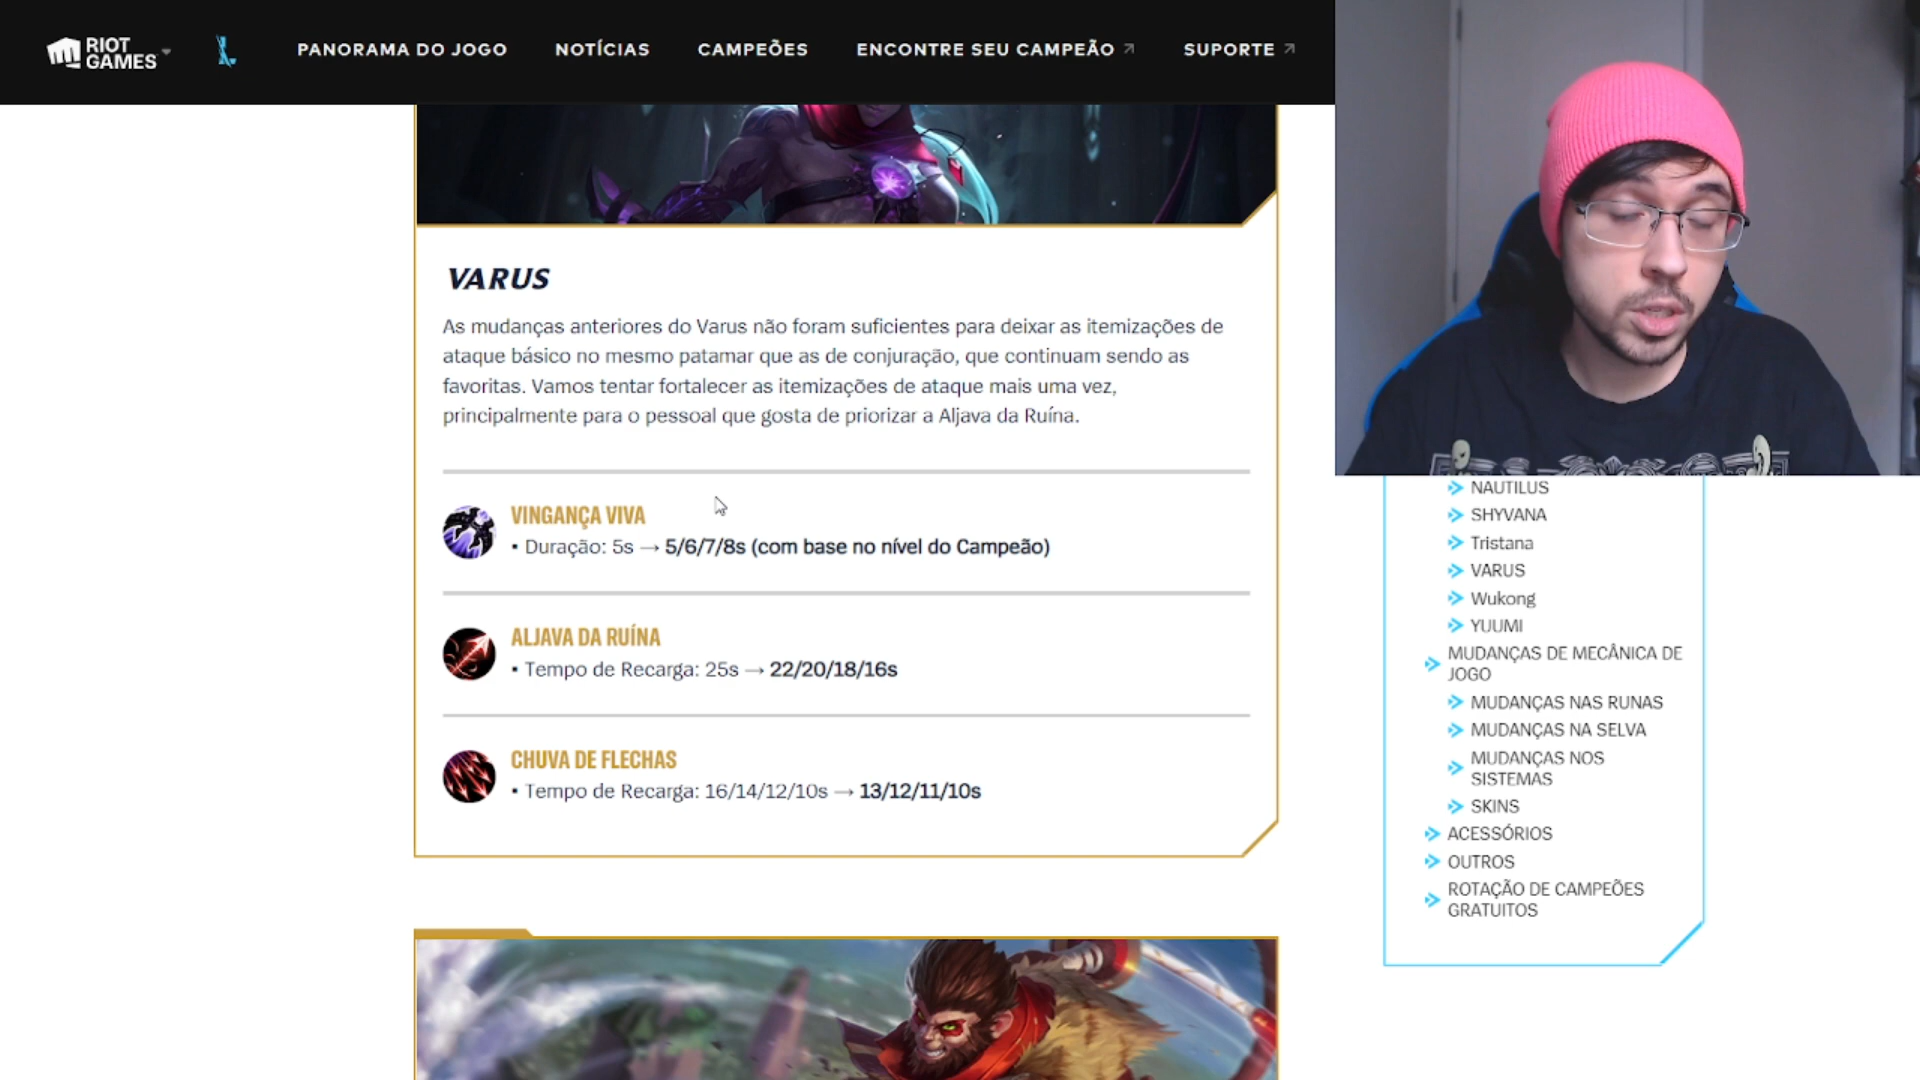 RIOT GAMES
PANORAMA DO JOGO
NOTÍCIAS
CAMPEÕES
ENCONTRE SEU CAMPEÃO
SUPORTE
VARUS
As mudanças anteriores do Varus não foram suficientes para deixar as itemizações de
ataque básico no mesmo patamar que as de conjuração, que continuam sendo as
favoritas. Vamos tentar fortalecer as itemizações de ataque mais uma vez,
principalmente para o pessoal que gosta de priorizar a Aljava da Ruína.
VINGANÇA VIVA
• Duração: 5s → 5/6/7/8s (com base no nível do Campeão)
ALJAVA DA RUÍNA
• Tempo de Recarga: 25s → 22/20/18/16s
CHUVA DE FLECHAS
• Tempo de Recarga: 16/14/12/10s → 13/12/11/10s
NAUTILUS
SHYVANA
Tristana
VARUS
Wukong
YUUMI
MUDANÇAS DE MECÂNICA DE
JOGO
MUDANÇAS NAS RUNAS
MUDANÇAS NA SELVA
MUDANÇAS NOS
SISTEMAS
SKINS
ACESSÓRIOS
OUTROS
ROTAÇÃO DE CAMPEÕES
GRATUITOS